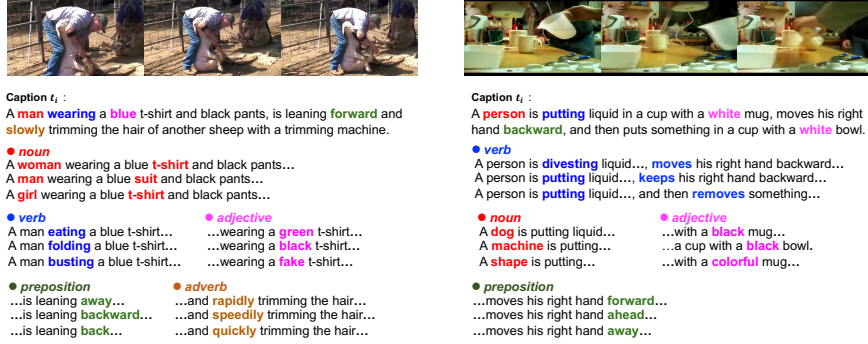 Caption t_i :
A man wearing a blue t-shirt and black pants, is leaning forward and
slowly trimming the hair of another sheep with a trimming machine.
● noun
A woman wearing a blue t-shirt and black pants…
A man wearing a blue suit and black pants…
A girl wearing a blue t-shirt and black pants…
● verb
A man eating a blue t-shirt…
A man folding a blue t-shirt…
A man busting a blue t-shirt…
● adjective
…wearing a green t-shirt…
…wearing a black t-shirt…
…wearing a fake t-shirt…
● preposition
…is leaning away…
…is leaning backward…
…is leaning back…
● adverb
…and rapidly trimming the hair…
…and speedily trimming the hair…
…and quickly trimming the hair…
Caption t_i :
A person is putting liquid in a cup with a white mug, moves his right
hand backward, and then puts something in a cup with a white bowl.
● verb
A person is divesting liquid…, moves his right hand backward…
A person is putting liquid…, keeps his right hand backward…
A person is putting liquid…, and then removes something…
● noun
A dog is putting liquid…
A machine is putting…
A shape is putting…
● adjective
…with a black mug…
…a cup with a black bowl.
…with a colorful mug…
● preposition
…moves his right hand forward…
…moves his right hand ahead…
…moves his right hand away…